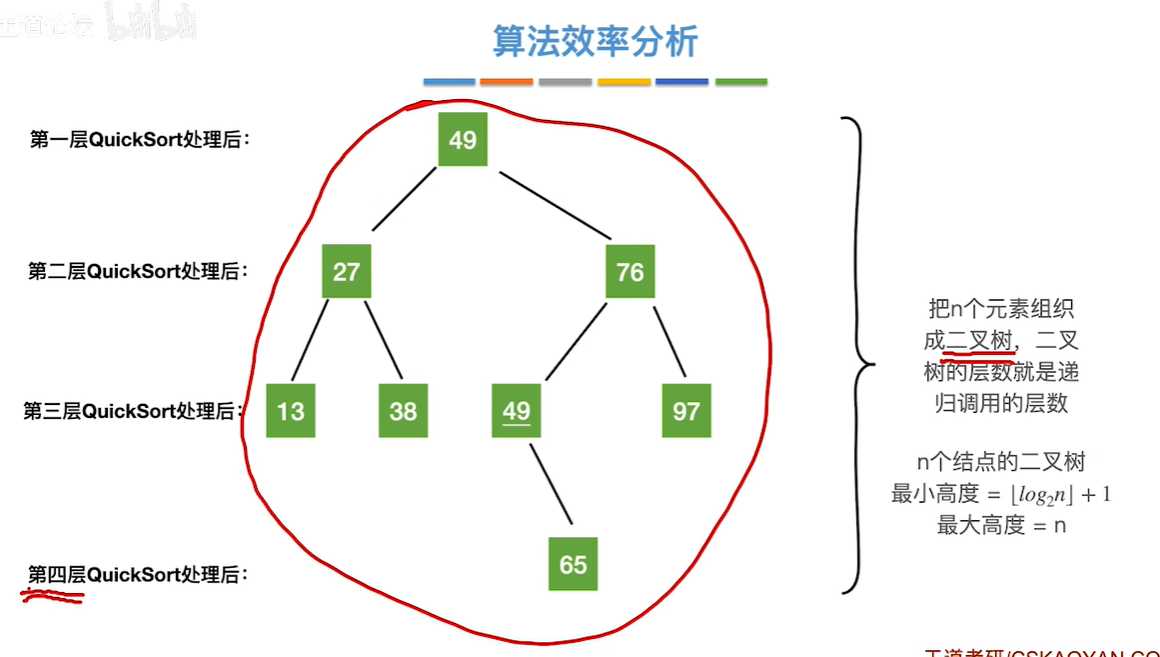 王道论坛 bilibili
算法效率分析
第一层QuickSort处理后:
49
第二层QuickSort处理后:
27 76
第三层QuickSort处理后:
13 38 49 97
第四层QuickSort处理后:
65
把n个元素组织
成二叉树，二叉
树的层数就是递
归调用的层数
n个结点的二叉树
最小高度 = ⌊log₂n⌋ + 1
最大高度 = n
王道考研/CSKAOYAN.CO